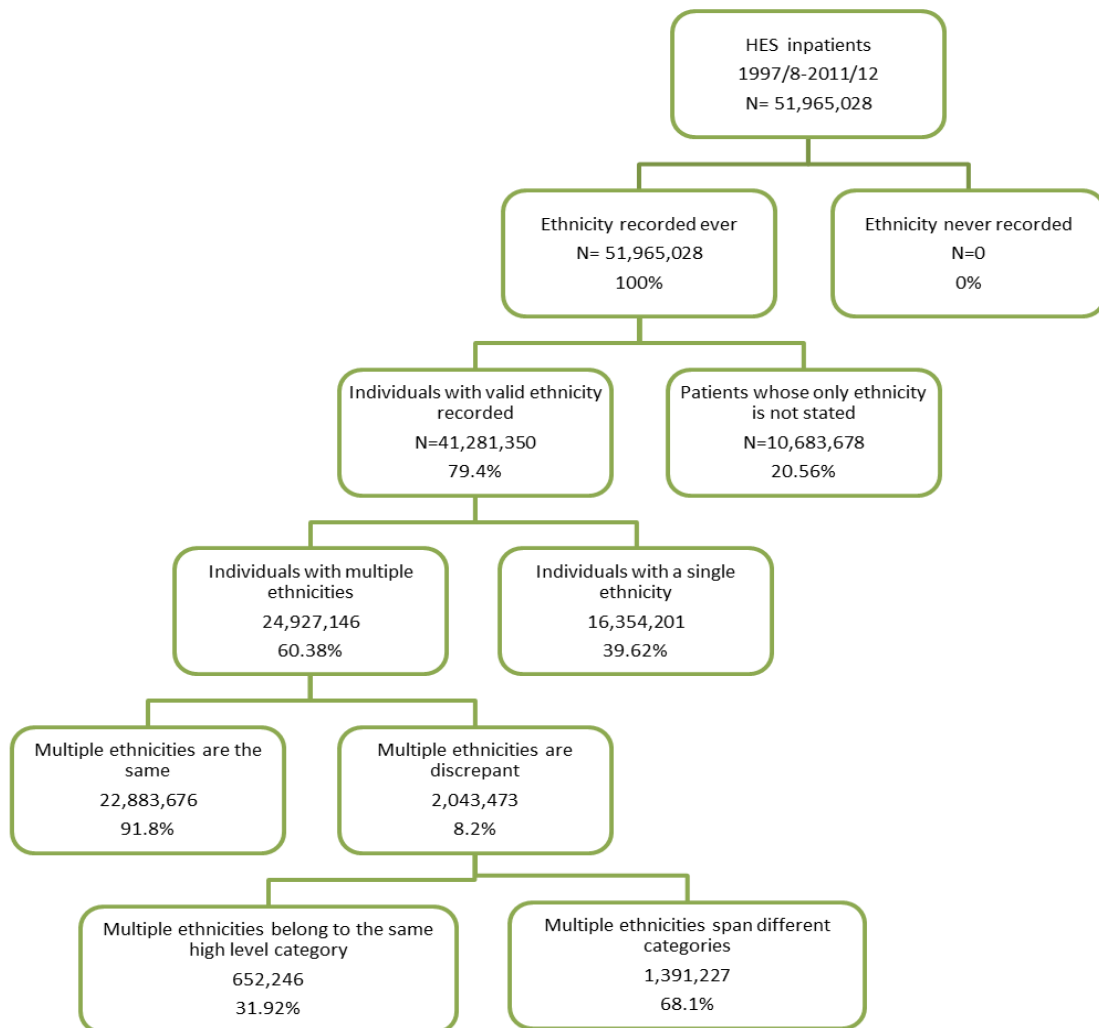 HES inpatients
1997/8-2011/12
N= 51,965,028
Ethnicity recorded ever
N= 51,965,028
100%
Ethnicity never recorded
N=0
0%
Individuals with valid ethnicity
recorded
N=41,281,350
79.4%
Patients whose only ethnicity
is not stated
N=10,683,678
20.56%
Individuals with multiple
ethnicities
24,927,146
60.38%
Individuals with a single
ethnicity
16,354,201
39.62%
Multiple ethnicities are the
same
22,883,676
91.8%
Multiple ethnicities are
discrepant
2,043,473
8.2%
Multiple ethnicities belong to the same
high level category
652,246
31.92%
Multiple ethnicities span different
categories
1,391,227
68.1%